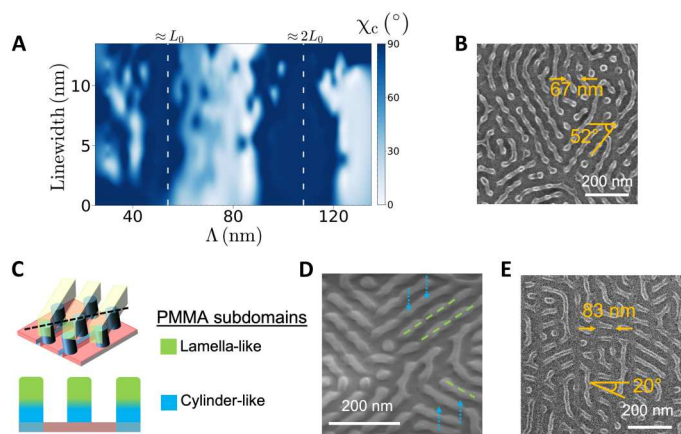 A
≈L₀
≈2L₀
χc (°)
90
60
30
0
Linewidth (nm)
10
5
0
40
80
120
Λ (nm)
B
67 nm
52°
200 nm
C
PMMA subdomains
Lamella-like
Cylinder-like
D
200 nm
E
83 nm
20°
200 nm